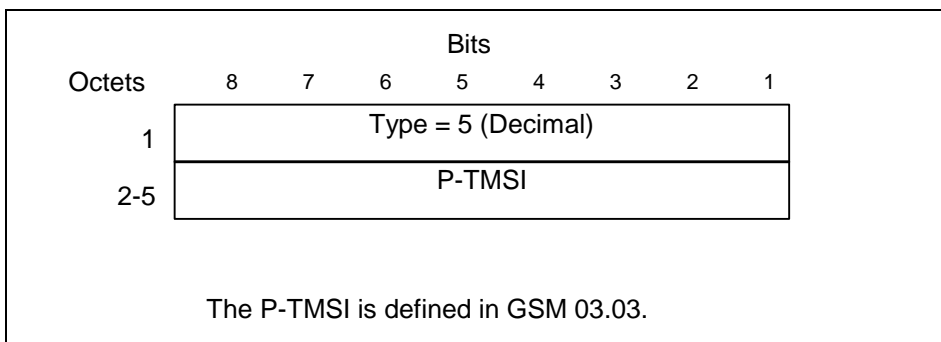 Bits
Octets 8 7 6 5 4 3 2 1
1 Type = 5 (Decimal)
2-5 P-TMSI
The P-TMSI is defined in GSM 03.03.